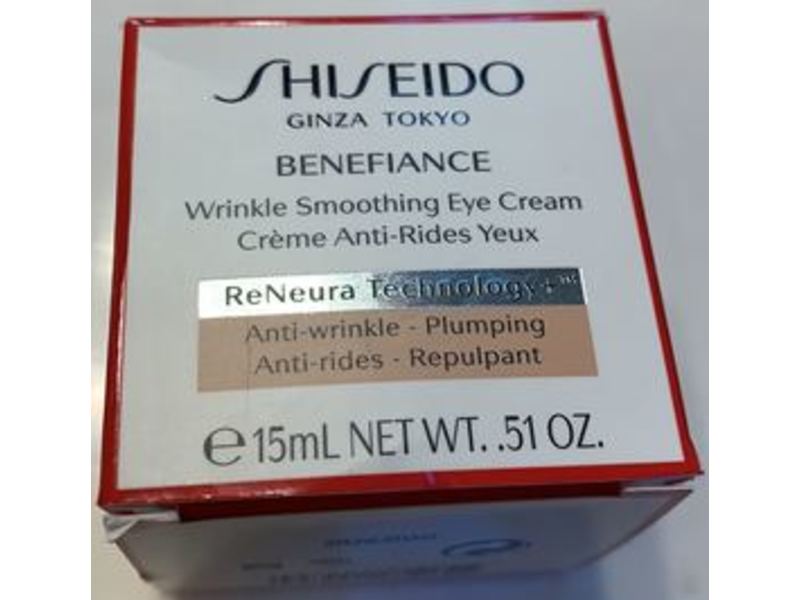 SHISEIDO
GINZA TOKYO
BENEFIANCE
Wrinkle Smoothing Eye Cream
Crème Anti-Rides Yeux
ReNeura Technology+™
Anti-wrinkle - Plumping
Anti-rides - Repulpant
℮ 15mL NET WT. .51 OZ.